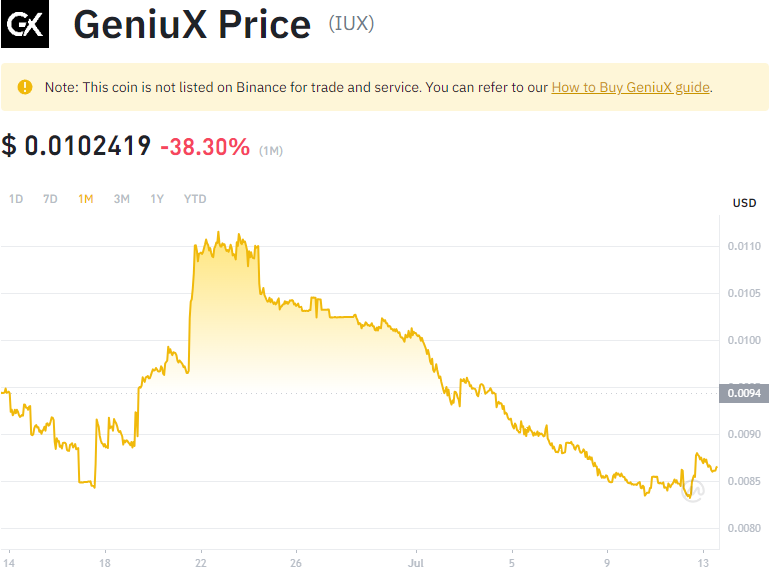 GX
GeniuX Price (IUX)
Note: This coin is not listed on Binance for trade and service. You can refer to our How to Buy GeniuX guide.
$ 0.0102419 -38.30% (1M)
1D 7D 1M 3M 1Y YTD
USD
0.0110
0.0105
0.0100
0.0094
0.0090
0.0085
0.0080
14 18 22 26 Jul 5 9 13